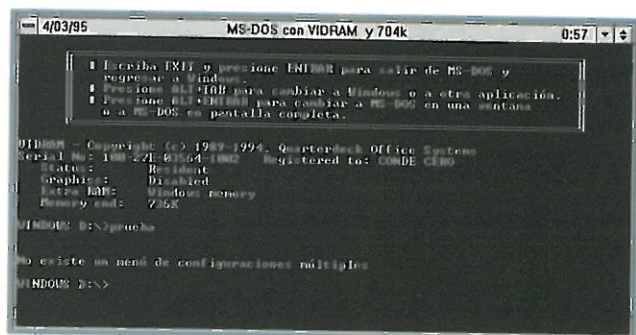 4/03/95 MS-DOS con VIDRAM y 704k 0:57
Escriba EXIT y presione ENTRAR para salir de MS-DOS y
regresar a Windows.
Presione ALT+TAB para cambiar a Windows o a otra aplicación.
Presione ALT+ENTRAR para cambiar a MS-DOS en una ventana
o a MS-DOS en pantalla completa.
VIDRAM - Copyright (c) 1989-1994, Quarterdeck Office Systems
Serial No: Registered to: CONDE CERO
Status: Resident
Graphics: Disabled
Extra RAM: Windows memory
Memory end: 736K
WINDOWS D:\>prueba
No existe un menú de configuraciones múltiples
WINDOWS D:\>